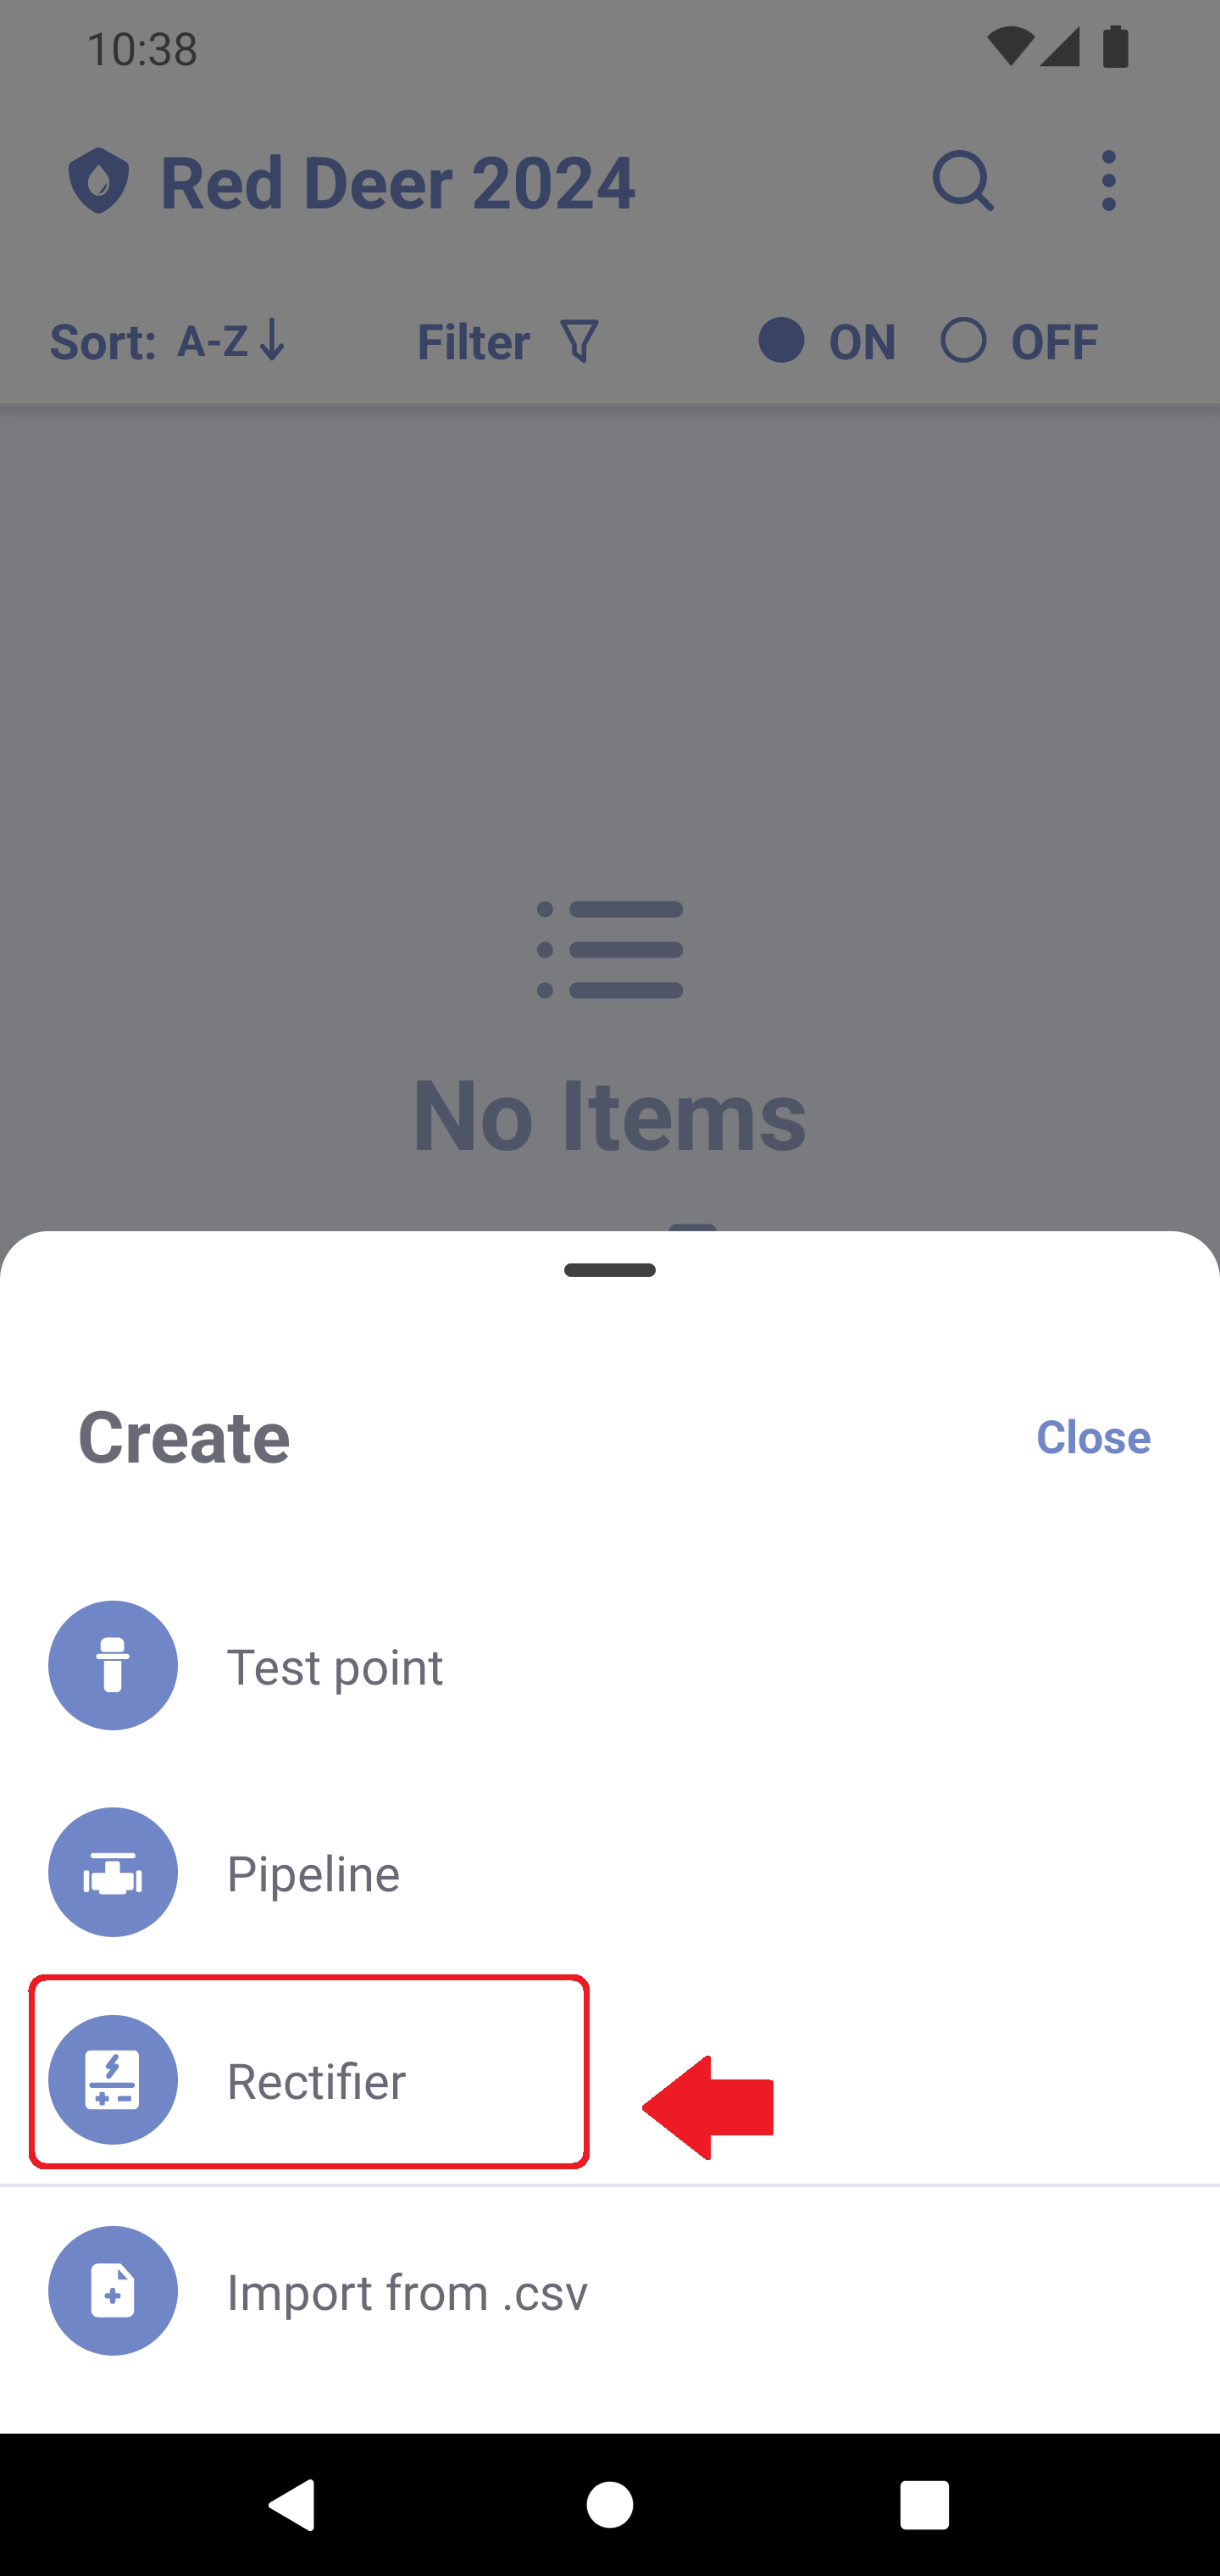 10:38
Red Deer 2024
Sort: A-Z Filter ON OFF
No Items
Create Close
Test point
Pipeline
Rectifier
Import from .csv